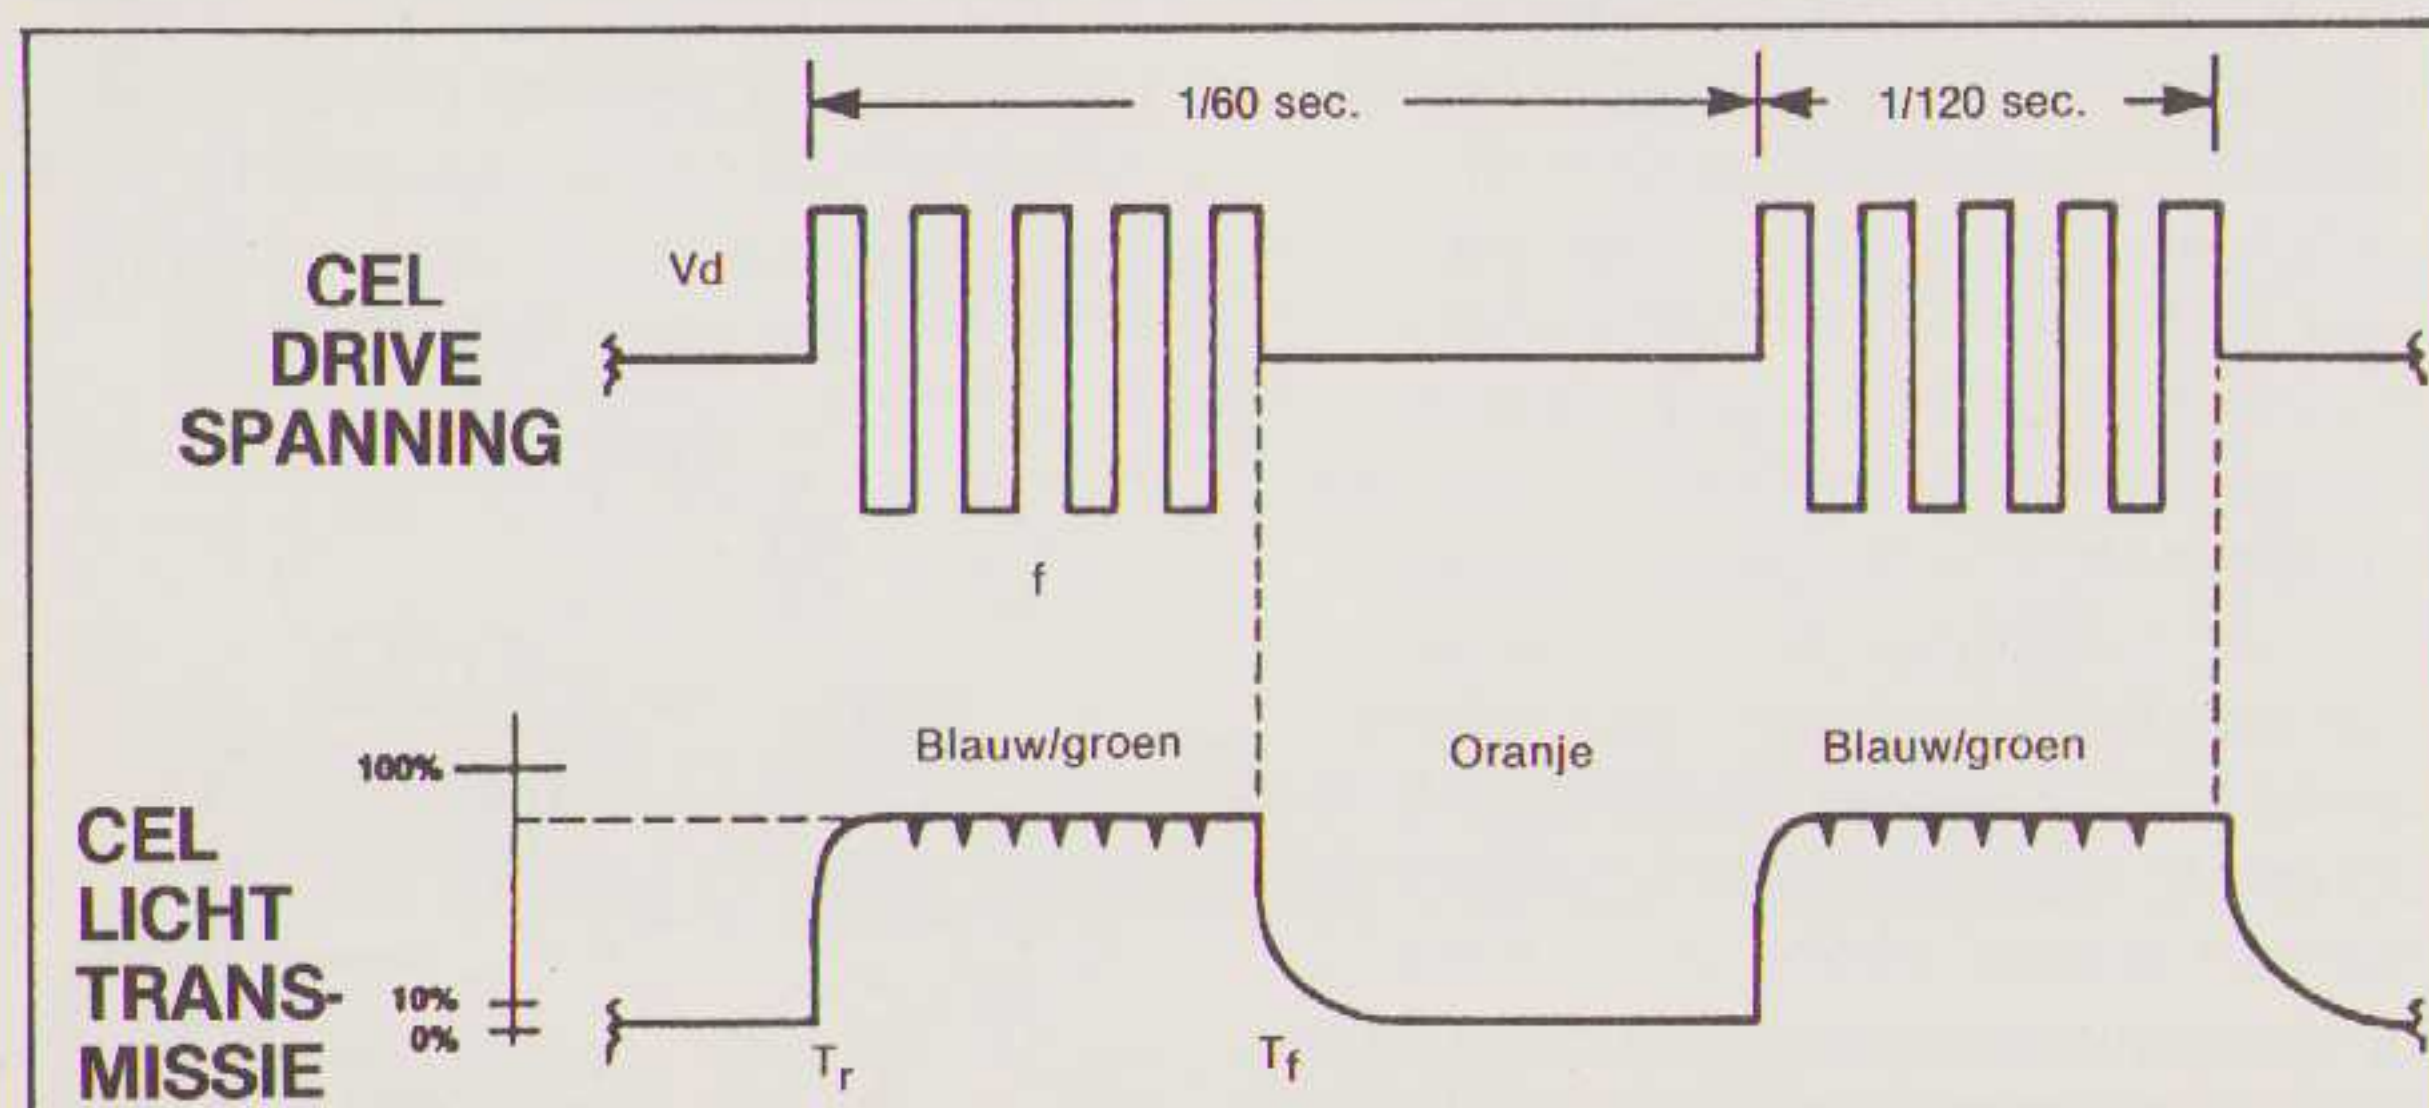 1/60 sec.
1/120 sec.
CEL
DRIVE
SPANNING
Vd
f
Blauw/groen
Oranje
Blauw/groen
100%
CEL
LICHT
TRANS-
MISSIE
10%
0%
Tr
Tf